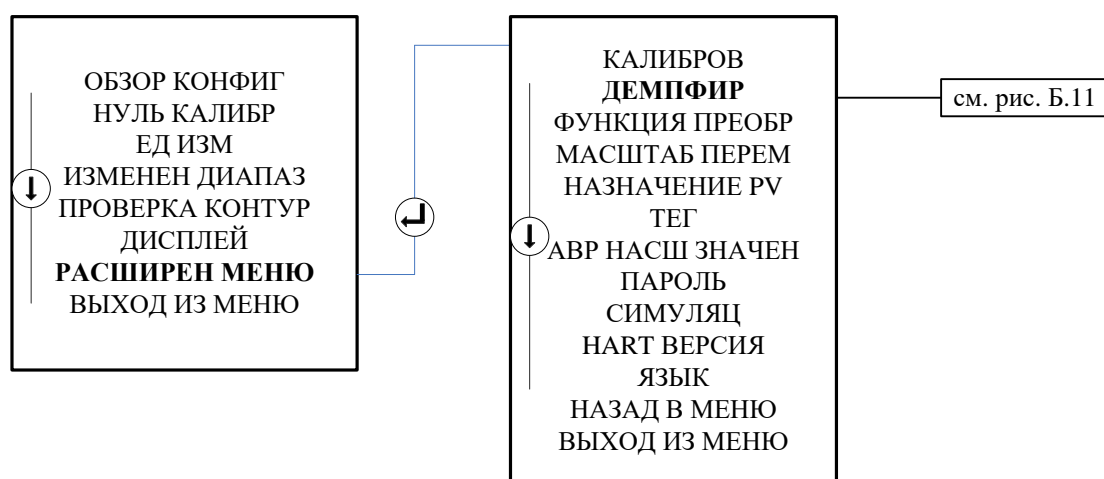 ОБЗОР КОНФИГ
НУЛЬ КАЛИБР
ЕД ИЗМ
ИЗМЕНЕН ДИАПАЗ
ПРОВЕРКА КОНТУР
ДИСПЛЕЙ
РАСШИРЕН МЕНЮ
ВЫХОД ИЗ МЕНЮ
КАЛИБРОВ
ДЕМПФИР
ФУНКЦИЯ ПРЕОБР
МАСШТАБ ПЕРЕМ
НАЗНАЧЕНИЕ PV
ТЕГ
АВР НАСШ ЗНАЧЕН
ПАРОЛЬ
СИМУЛЯЦ
HART ВЕРСИЯ
ЯЗЫК
НАЗАД В МЕНЮ
ВЫХОД ИЗ МЕНЮ
см. рис. Б.11